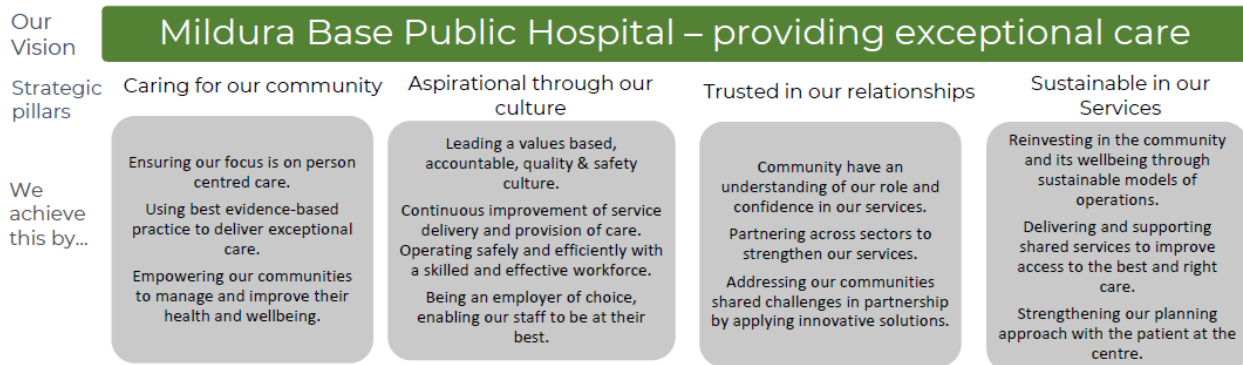 Our
Vision
Mildura Base Public Hospital – providing exceptional care
Strategic
pillars
Caring for our community
Aspirational through our
culture
Trusted in our relationships
Sustainable in our
Services
We
achieve
this by...
Ensuring our focus is on person
centred care.
Using best evidence-based
practice to deliver exceptional
care.
Empowering our communities
to manage and improve their
health and wellbeing.
Leading a values based,
accountable, quality & safety
culture.
Continuous improvement of service
delivery and provision of care.
Operating safely and efficiently with
a skilled and effective workforce.
Being an employer of choice,
enabling our staff to be at their
best.
Community have an
understanding of our role and
confidence in our services.
Partnering across sectors to
strengthen our services.
Addressing our communities
shared challenges in partnership
by applying innovative solutions.
Reinvesting in the community
and its wellbeing through
sustainable models of
operations.
Delivering and supporting
shared services to improve
access to the best and right
care.
Strengthening our planning
approach with the patient at the
centre.